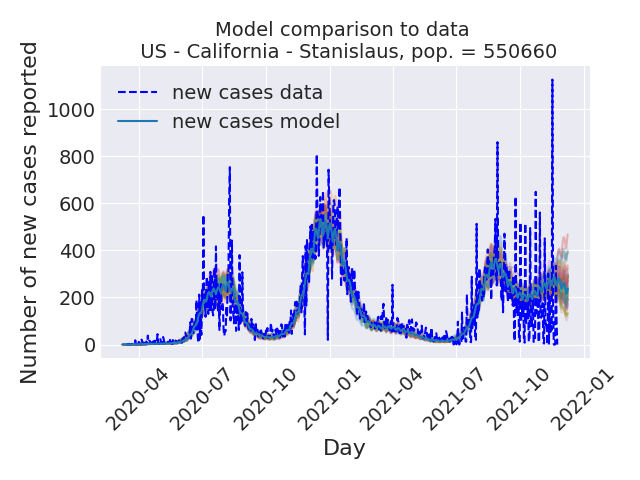 Model comparison to data
US - California - Stanislaus, pop. = 550660
Number of new cases reported
1000
800
600
400
200
0
new cases data
new cases model
2020-04
2020-07
2020-10
2021-01
2021-04
2021-07
2021-10
2022-01
Day